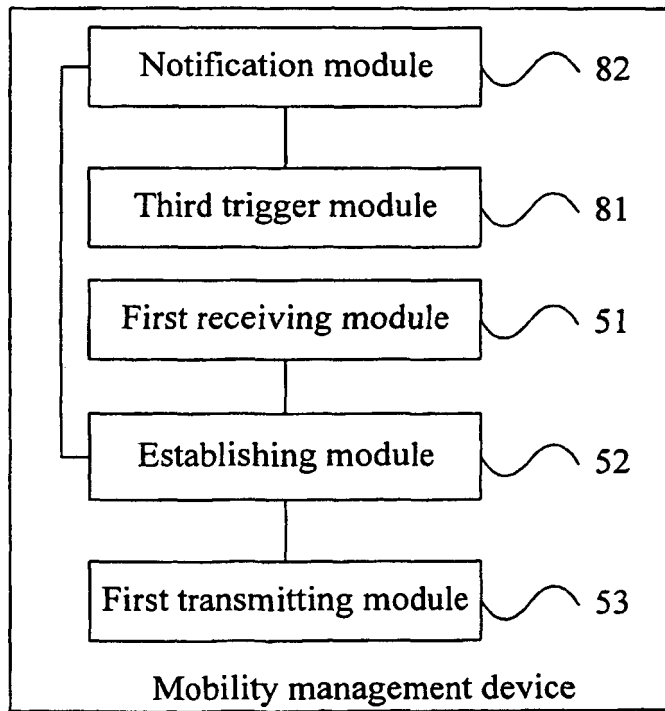 Notification module 82
Third trigger module 81
First receiving module 51
Establishing module 52
First transmitting module 53
Mobility management device